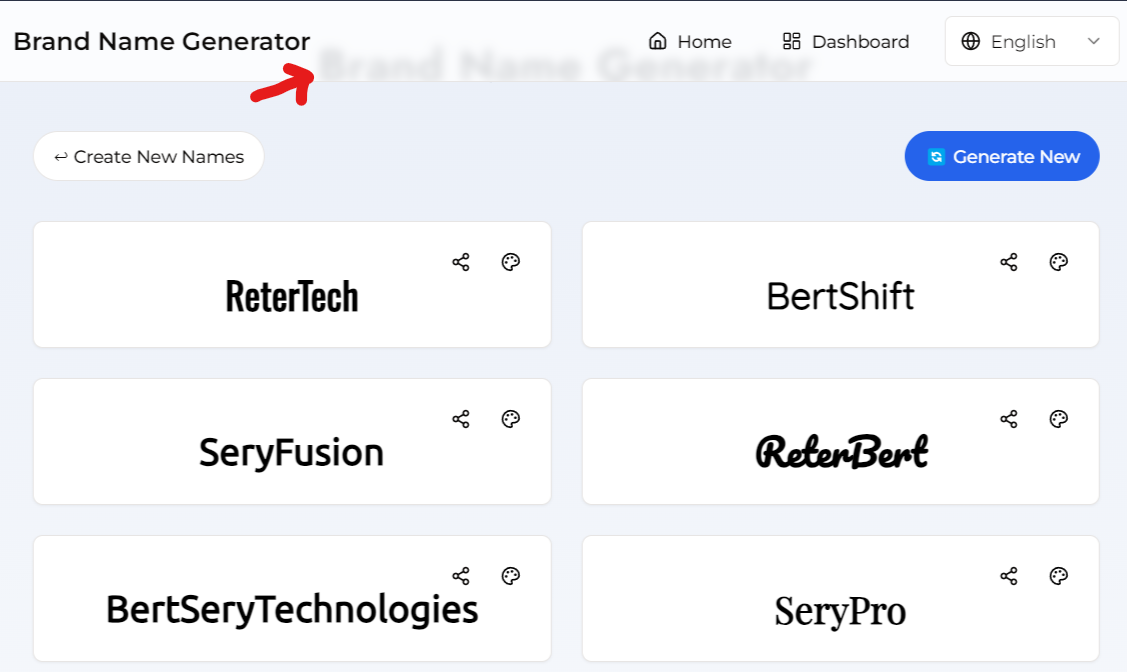 Brand Name Generator
Home
Dashboard
English
Brand Name Generator
↩ Create New Names
Generate New
ReterTech
BertShift
SeryFusion
ReterBert
BertSeryTechnologies
SeryPro